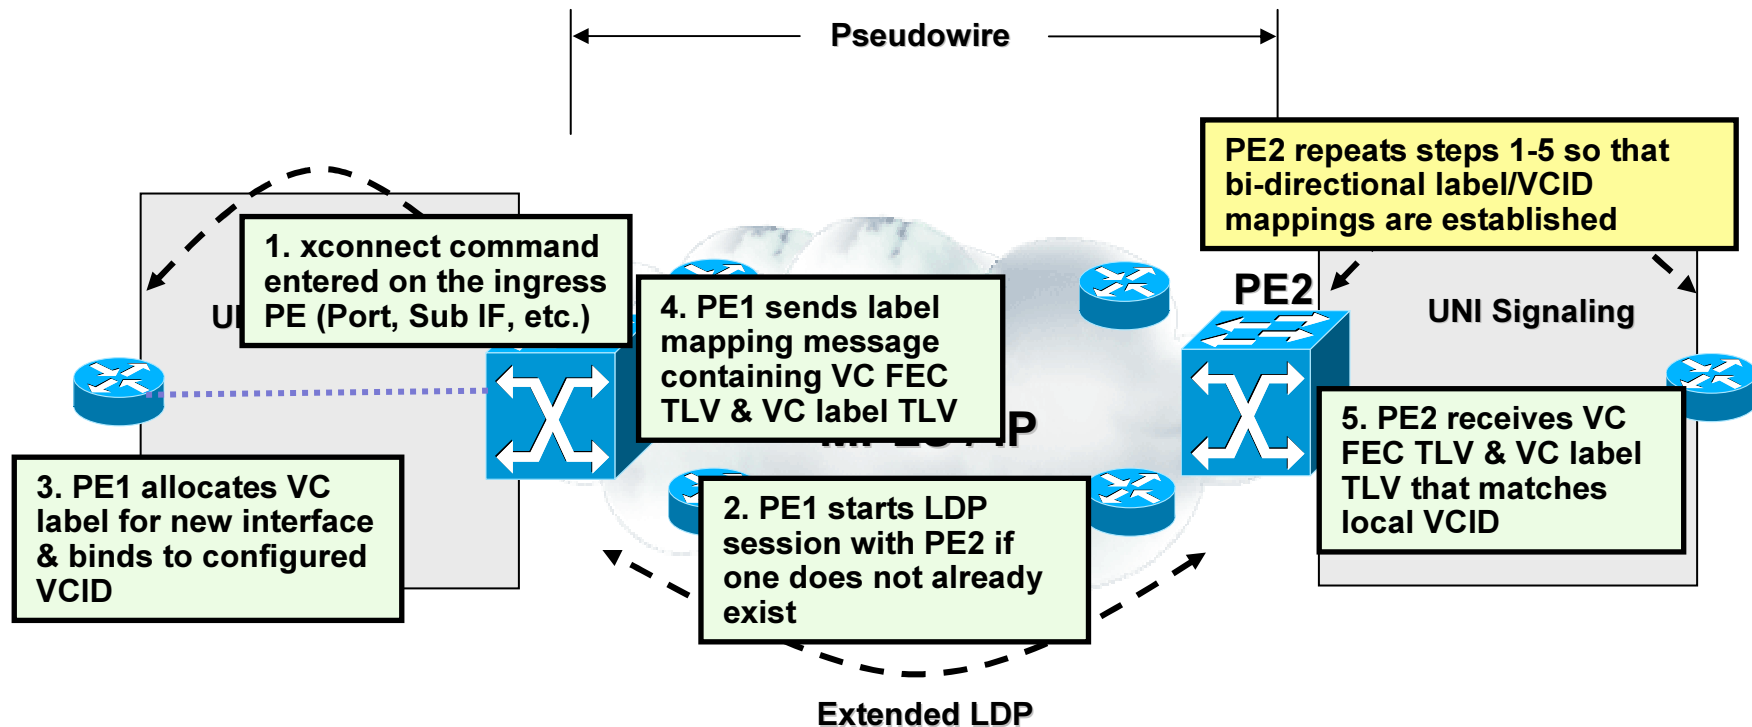 Pseudowire
PE2 repeats steps 1-5 so that
bi-directional label/VCID
mappings are established
1. xconnect command
entered on the ingress
PE (Port, Sub IF, etc.)
4. PE1 sends label
mapping message
containing VC FEC
TLV & VC label TLV
PE2
UNI Signaling
5. PE2 receives VC
FEC TLV & VC label
TLV that matches
local VCID
3. PE1 allocates VC
label for new interface
& binds to configured
VCID
2. PE1 starts LDP
session with PE2 if
one does not already
exist
Extended LDP